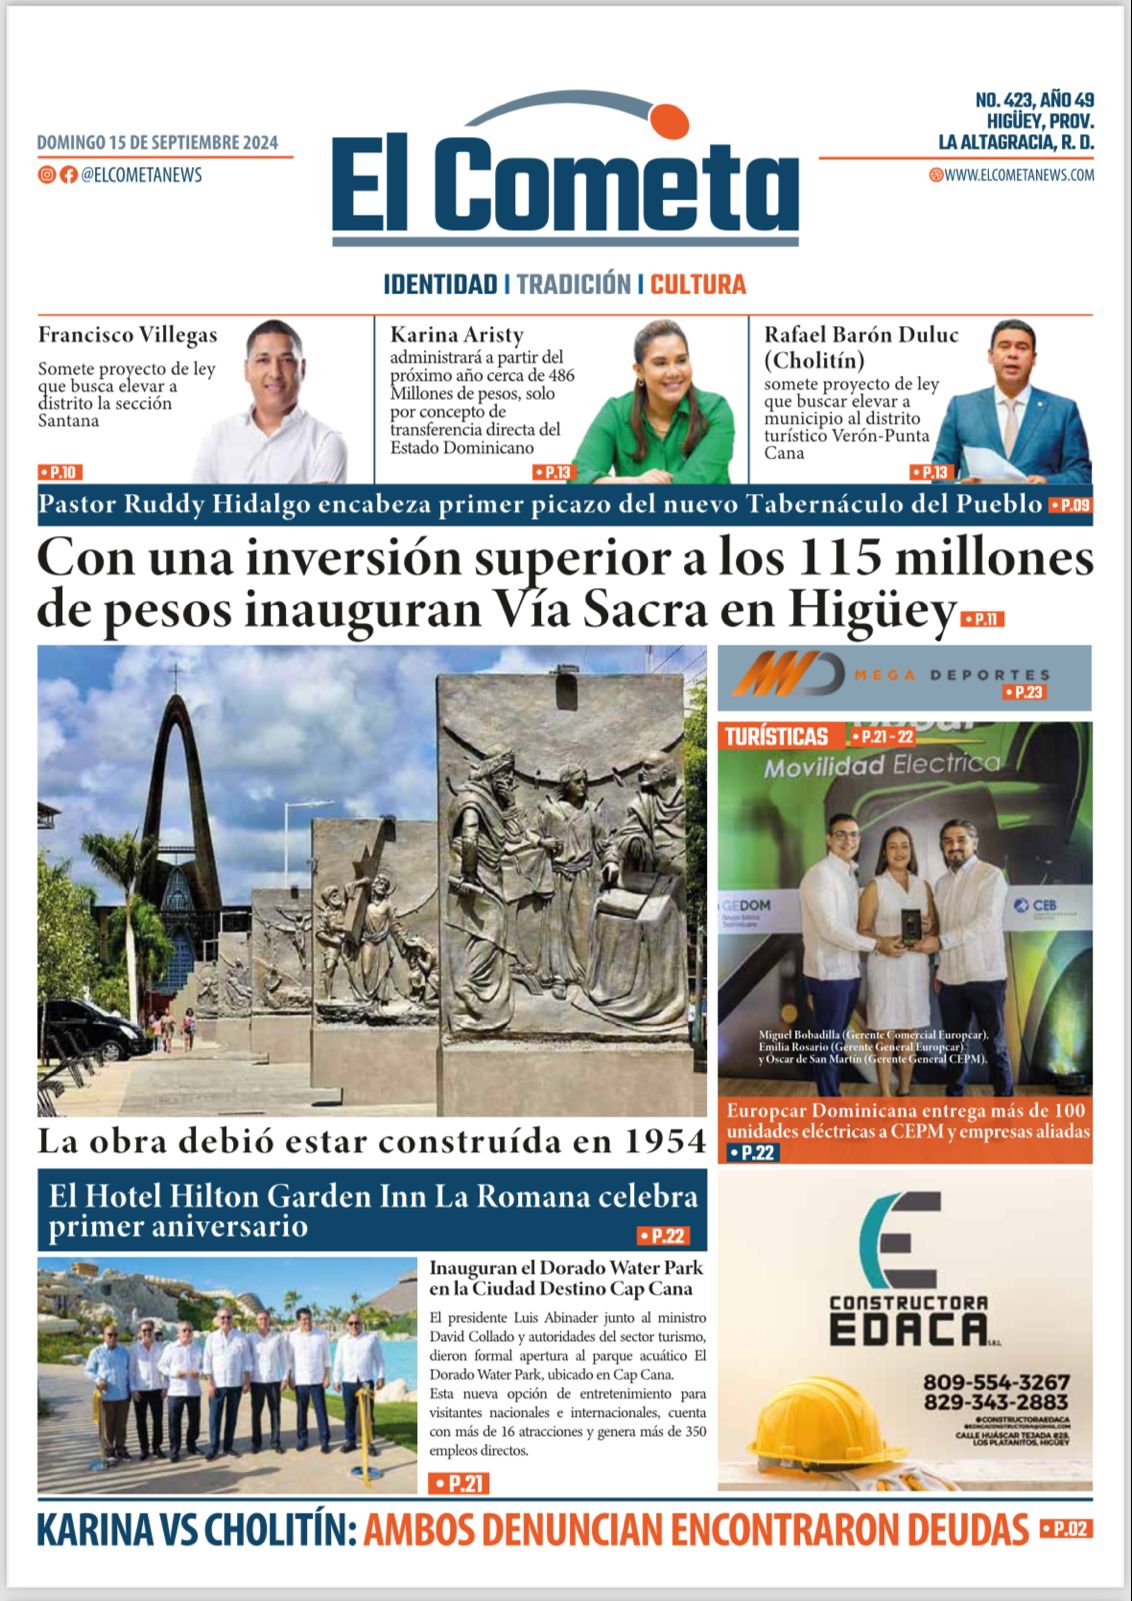 DOMINGO 15 DE SEPTIEMBRE 2024
@ELCOMETANEWS
El Cometa
NO. 423, AÑO 49
HIGÜEY, PROV.
LA ALTAGRACIA, R. D.
WWW.ELCOMETANEWS.COM
IDENTIDAD | TRADICIÓN | CULTURA
Francisco Villegas
Somete proyecto de ley
que busca elevar a
distrito la sección
Santana
• P.10
Karina Aristy
administrará a partir del
próximo año cerca de 486
Millones de pesos, solo
por concepto de
transferencia directa del
Estado Dominicano
• P.13
Rafael Barón Duluc
(Cholitín)
somete proyecto de ley
que buscar elevar a
municipio al distrito
turístico Verón-Punta
Cana
• P.13
Pastor Ruddy Hidalgo encabeza primer picazo del nuevo Tabernáculo del Pueblo • P.09
Con una inversión superior a los 115 millones
de pesos inauguran Vía Sacra en Higüey • P.11
La obra debió estar construída en 1954
El Hotel Hilton Garden Inn La Romana celebra
primer aniversario
• P.22
Inauguran el Dorado Water Park
en la Ciudad Destino Cap Cana
El presidente Luis Abinader junto al ministro
David Collado y autoridades del sector turismo,
dieron formal apertura al parque acuático El
Dorado Water Park, ubicado en Cap Cana.
Esta nueva opción de entretenimiento para
visitantes nacionales e internacionales, cuenta
con más de 16 atracciones y genera más de 350
empleos directos.
• P.21
MEGA DEPORTES
• P.23
TURÍSTICAS • P.21 - 22
Movilidad Electrica
GEDOM
CEB
Miguel Bobadilla (Gerente Comercial Europcar),
Emilia Rosario (Gerente General Europcar)
y Óscar de San Martín (Gerente General CEPM).
Europcar Dominicana entrega más de 100
unidades eléctricas a CEPM y empresas aliadas
• P.22
CONSTRUCTORA
EDACA S.R.L
809-554-3267
829-343-2883
@CONSTRUCTORAEDACA
EDACACONSTRUCTORA@GMAIL.COM
CALLE HUÁSCAR TEJADA #28,
LOS PLATANITOS, HIGÜEY
KARINA VS CHOLITÍN: AMBOS DENUNCIAN ENCONTRARON DEUDAS • P.02